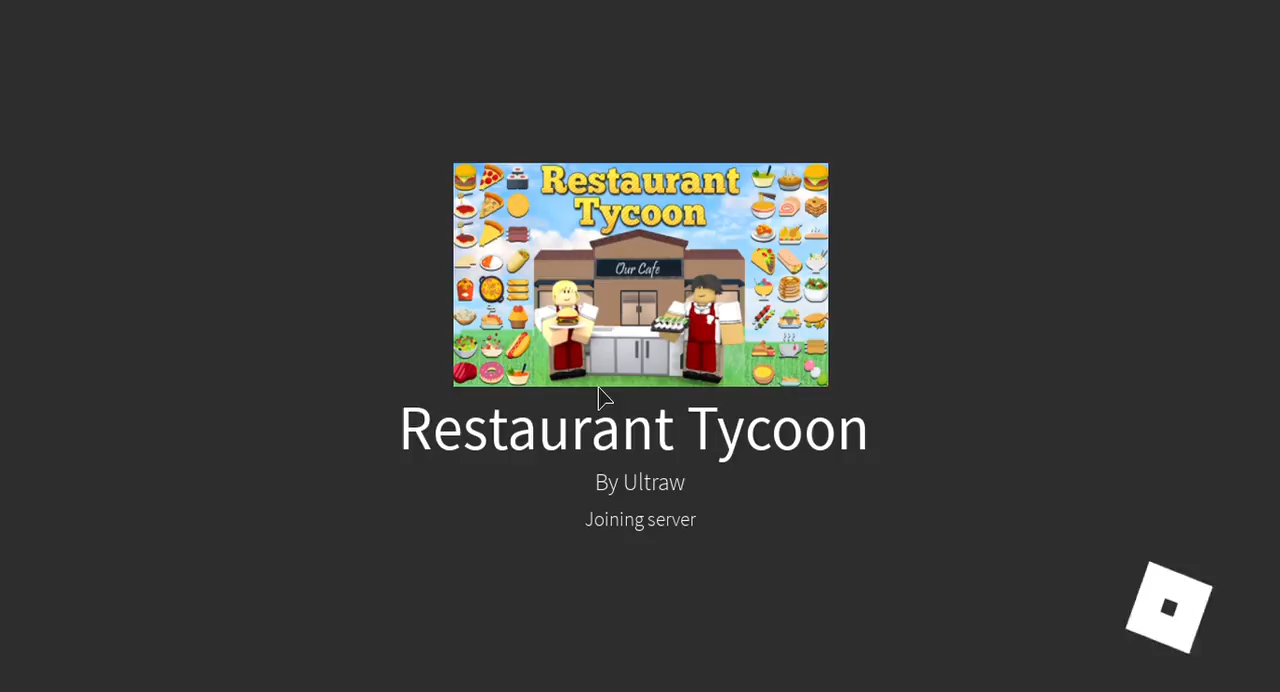 Restaurant
Tycoon
Our Cafe
Restaurant Tycoon
By Ultraw
Joining server